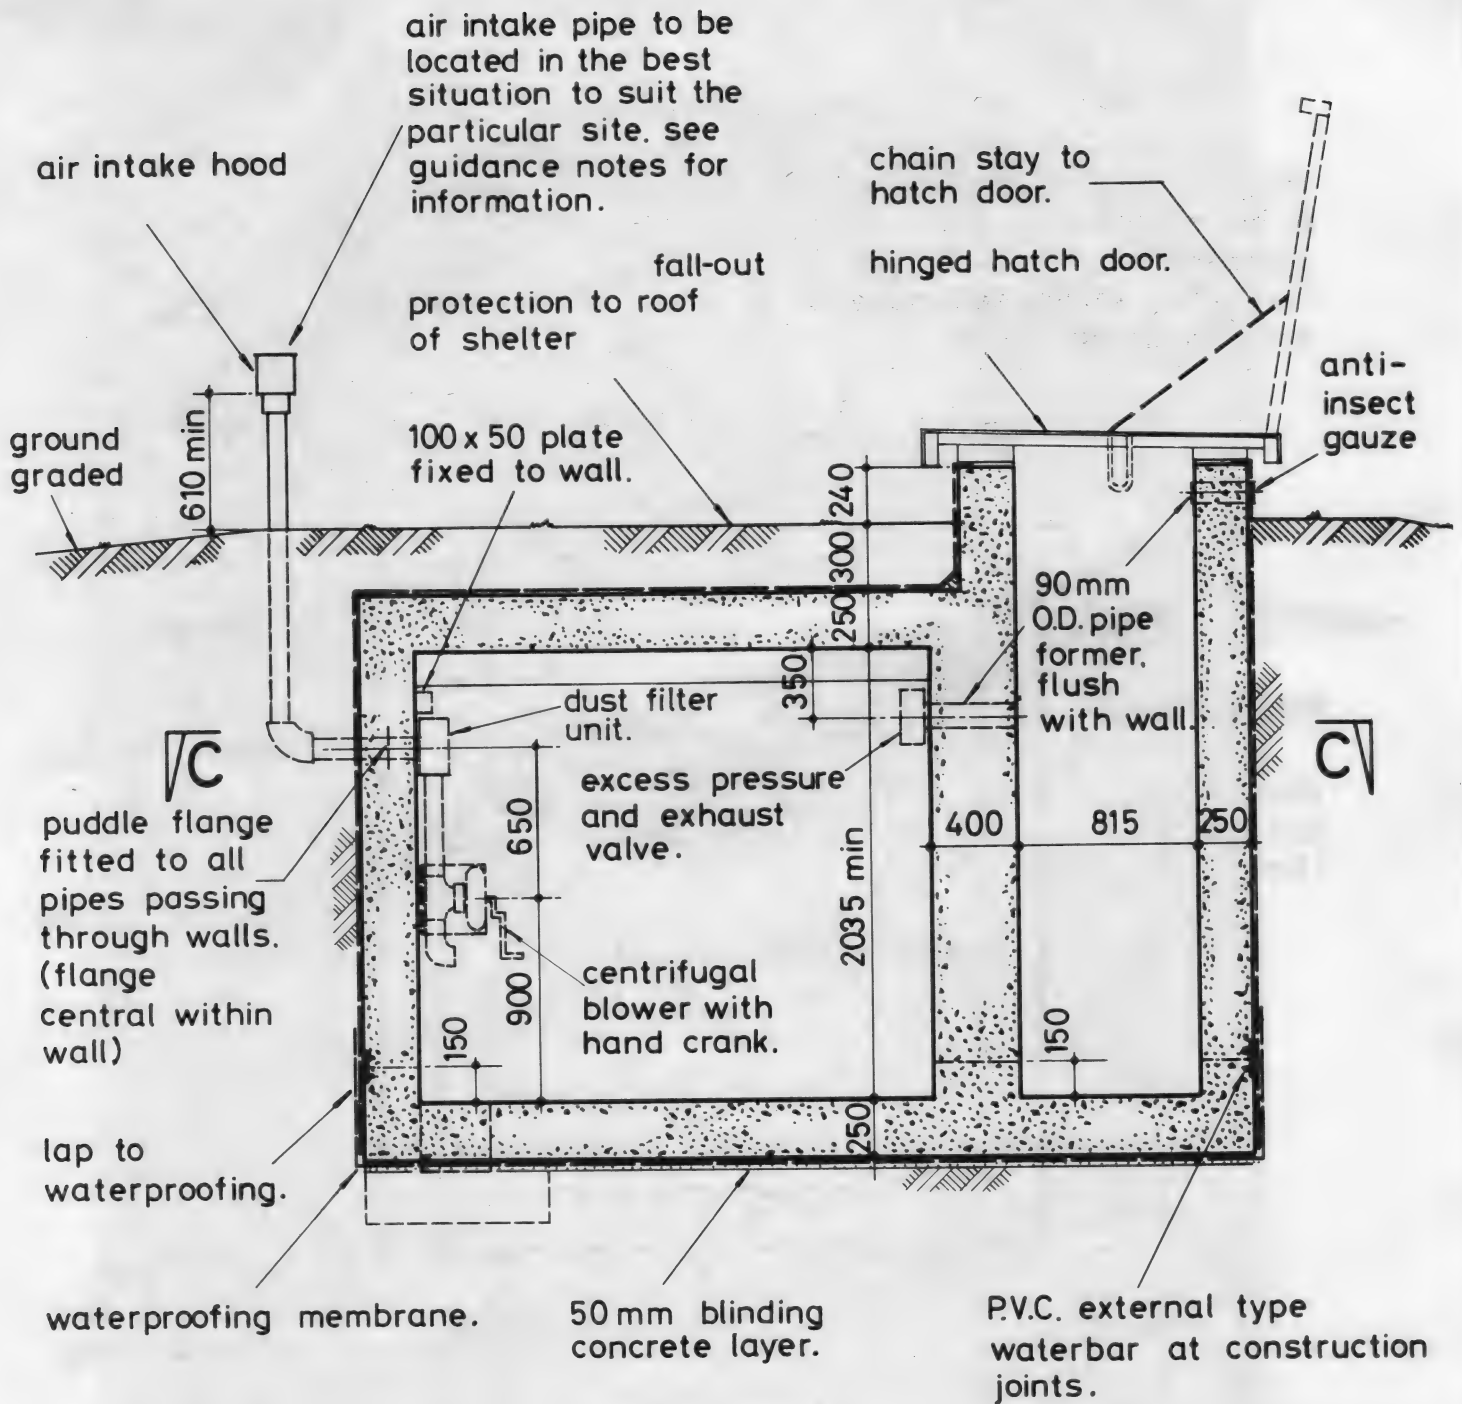 air intake pipe to be
located in the best
situation to suit the
particular site. see
guidance notes for
information.
air intake hood
chain stay to
hatch door.
hinged hatch door.
fall-out
protection to roof
of shelter
anti-
insect
gauze
ground
graded
610 min
100 x 50 plate
fixed to wall.
240
300
250
350
90mm
O.D. pipe
former,
flush
with wall.
dust filter
unit.
C
C
excess pressure
and exhaust
valve.
puddle flange
fitted to all
pipes passing
through walls.
(flange
central within
wall)
650
400
815
250
2035 min
centrifugal
blower with
hand crank.
900
150
150
250
lap to
waterproofing.
waterproofing membrane.
50mm blinding
concrete layer.
P.V.C. external type
waterbar at construction
joints.